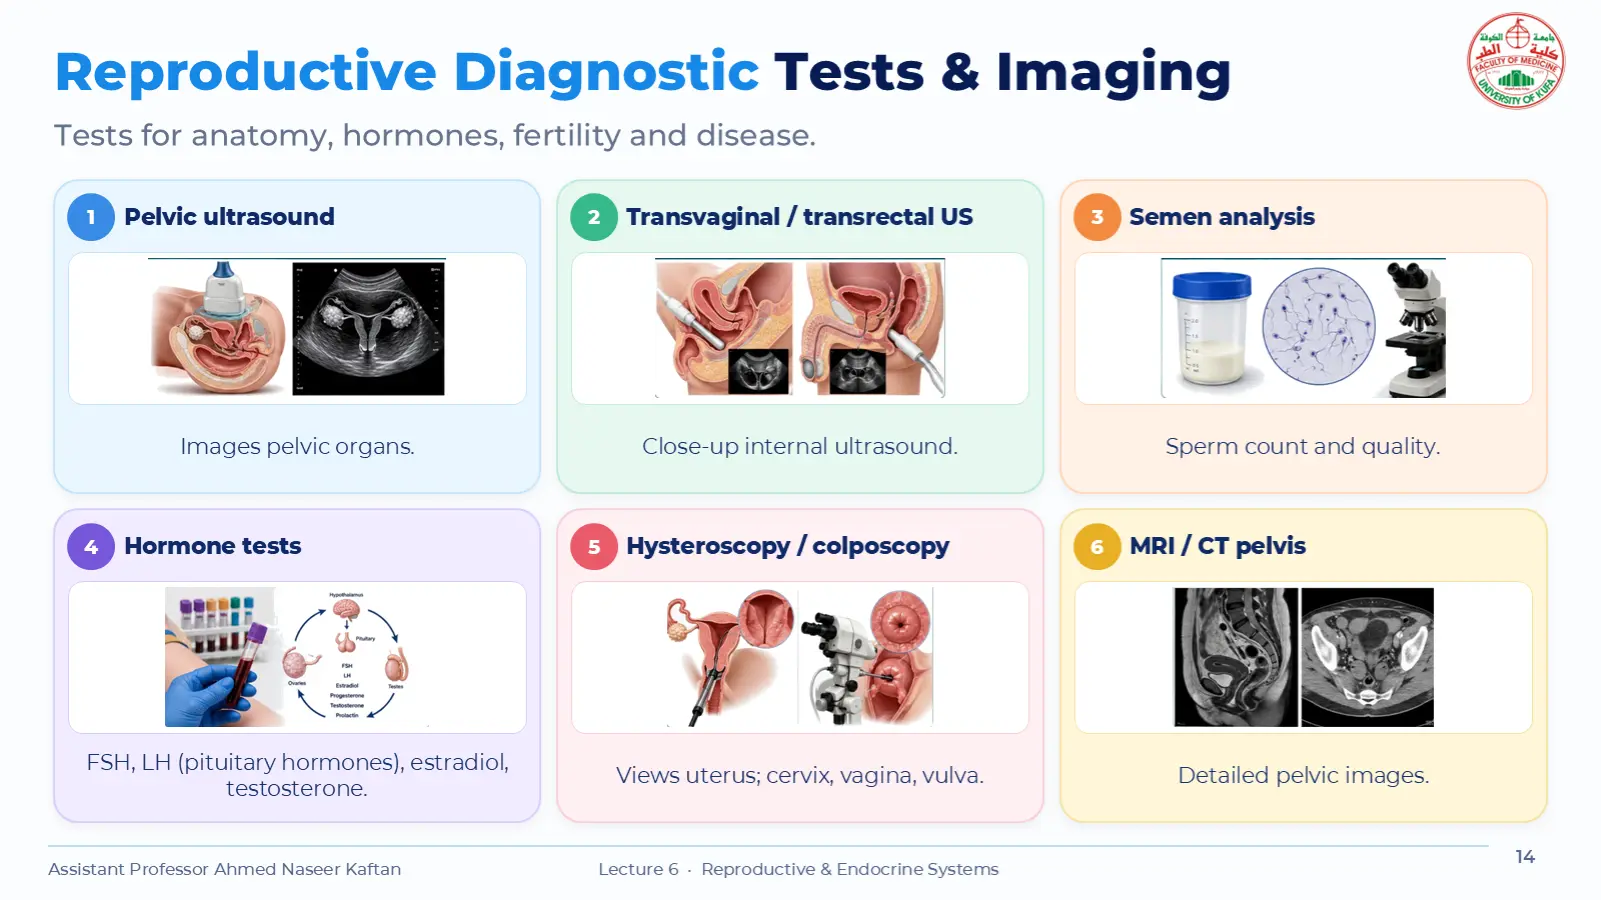 Reproductive Diagnostic Tests & Imaging
Tests for anatomy, hormones, fertility and disease.
جامعة الكوفة
كلية الطب
FACULTY OF MEDICINE
UNIVERSITY OF KUFA
1 Pelvic ultrasound
Images pelvic organs.
2 Transvaginal / transrectal US
Close-up internal ultrasound.
3 Semen analysis
Sperm count and quality.
4 Hormone tests
Hypothalamus
Pituitary
Ovaries
Testes
FSH
LH
Estradiol
Progesterone
Testosterone
Prolactin
FSH, LH (pituitary hormones), estradiol,
testosterone.
5 Hysteroscopy / colposcopy
Views uterus; cervix, vagina, vulva.
6 MRI / CT pelvis
Detailed pelvic images.
Assistant Professor Ahmed Naseer Kaftan
Lecture 6 · Reproductive & Endocrine Systems
14